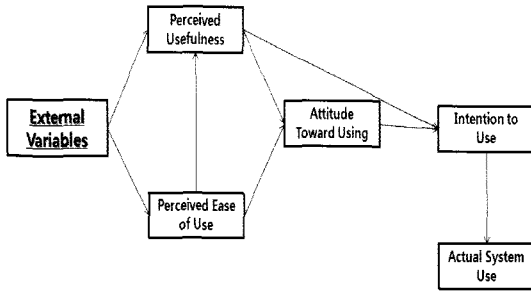 Perceived
Usefulness
External
Variables
Attitude
Toward Using
Intention to
Use
Perceived Ease
of Use
Actual System
Use